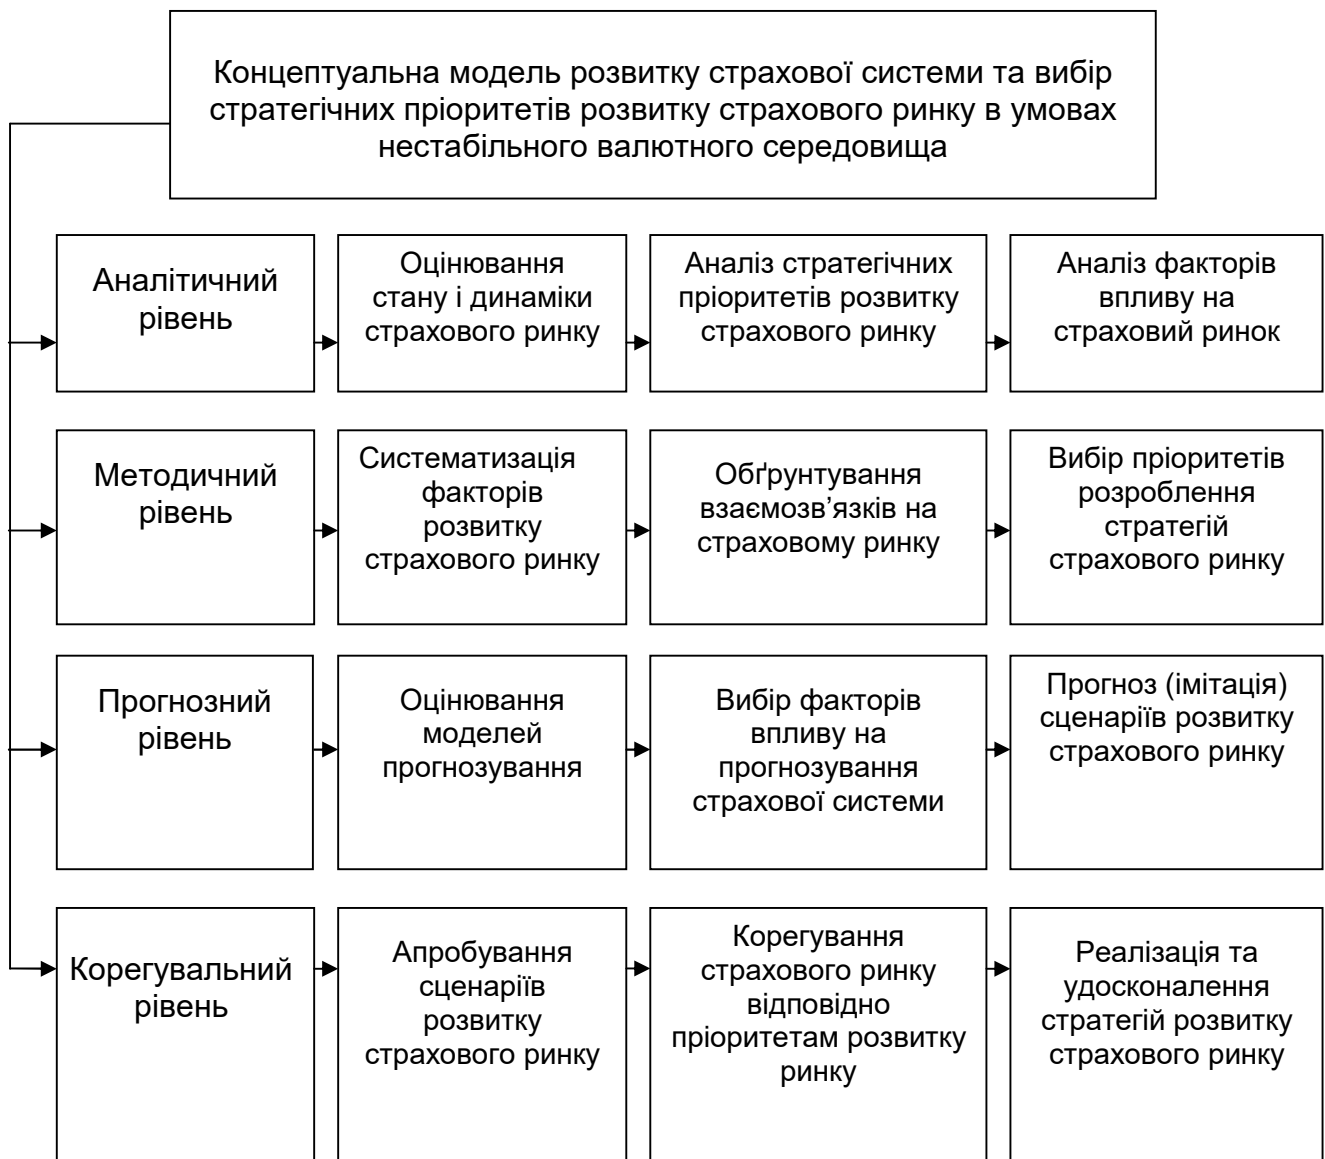 Концептуальна модель розвитку страхової системи та вибір
стратегічних пріоритетів розвитку страхового ринку в умовах
нестабільного валютного середовища
Аналітичний
рівень
Оцінювання
стану і динаміки
страхового ринку
Аналіз стратегічних
пріоритетів розвитку
страхового ринку
Аналіз факторів
впливу на
страховий ринок
Методичний
рівень
Систематизація
факторів
розвитку
страхового ринку
Обґрунтування
взаємозв’язків на
страховому ринку
Вибір пріоритетів
розроблення
стратегій
страхового ринку
Прогнозний
рівень
Оцінювання
моделей
прогнозування
Вибір факторів
впливу на
прогнозування
страхової системи
Прогноз (імітація)
сценаріїв розвитку
страхового ринку
Корегувальний
рівень
Апробування
сценаріїв
розвитку
страхового ринку
Корегування
страхового ринку
відповідно
пріоритетам розвитку
ринку
Реалізація та
удосконалення
стратегій розвитку
страхового ринку